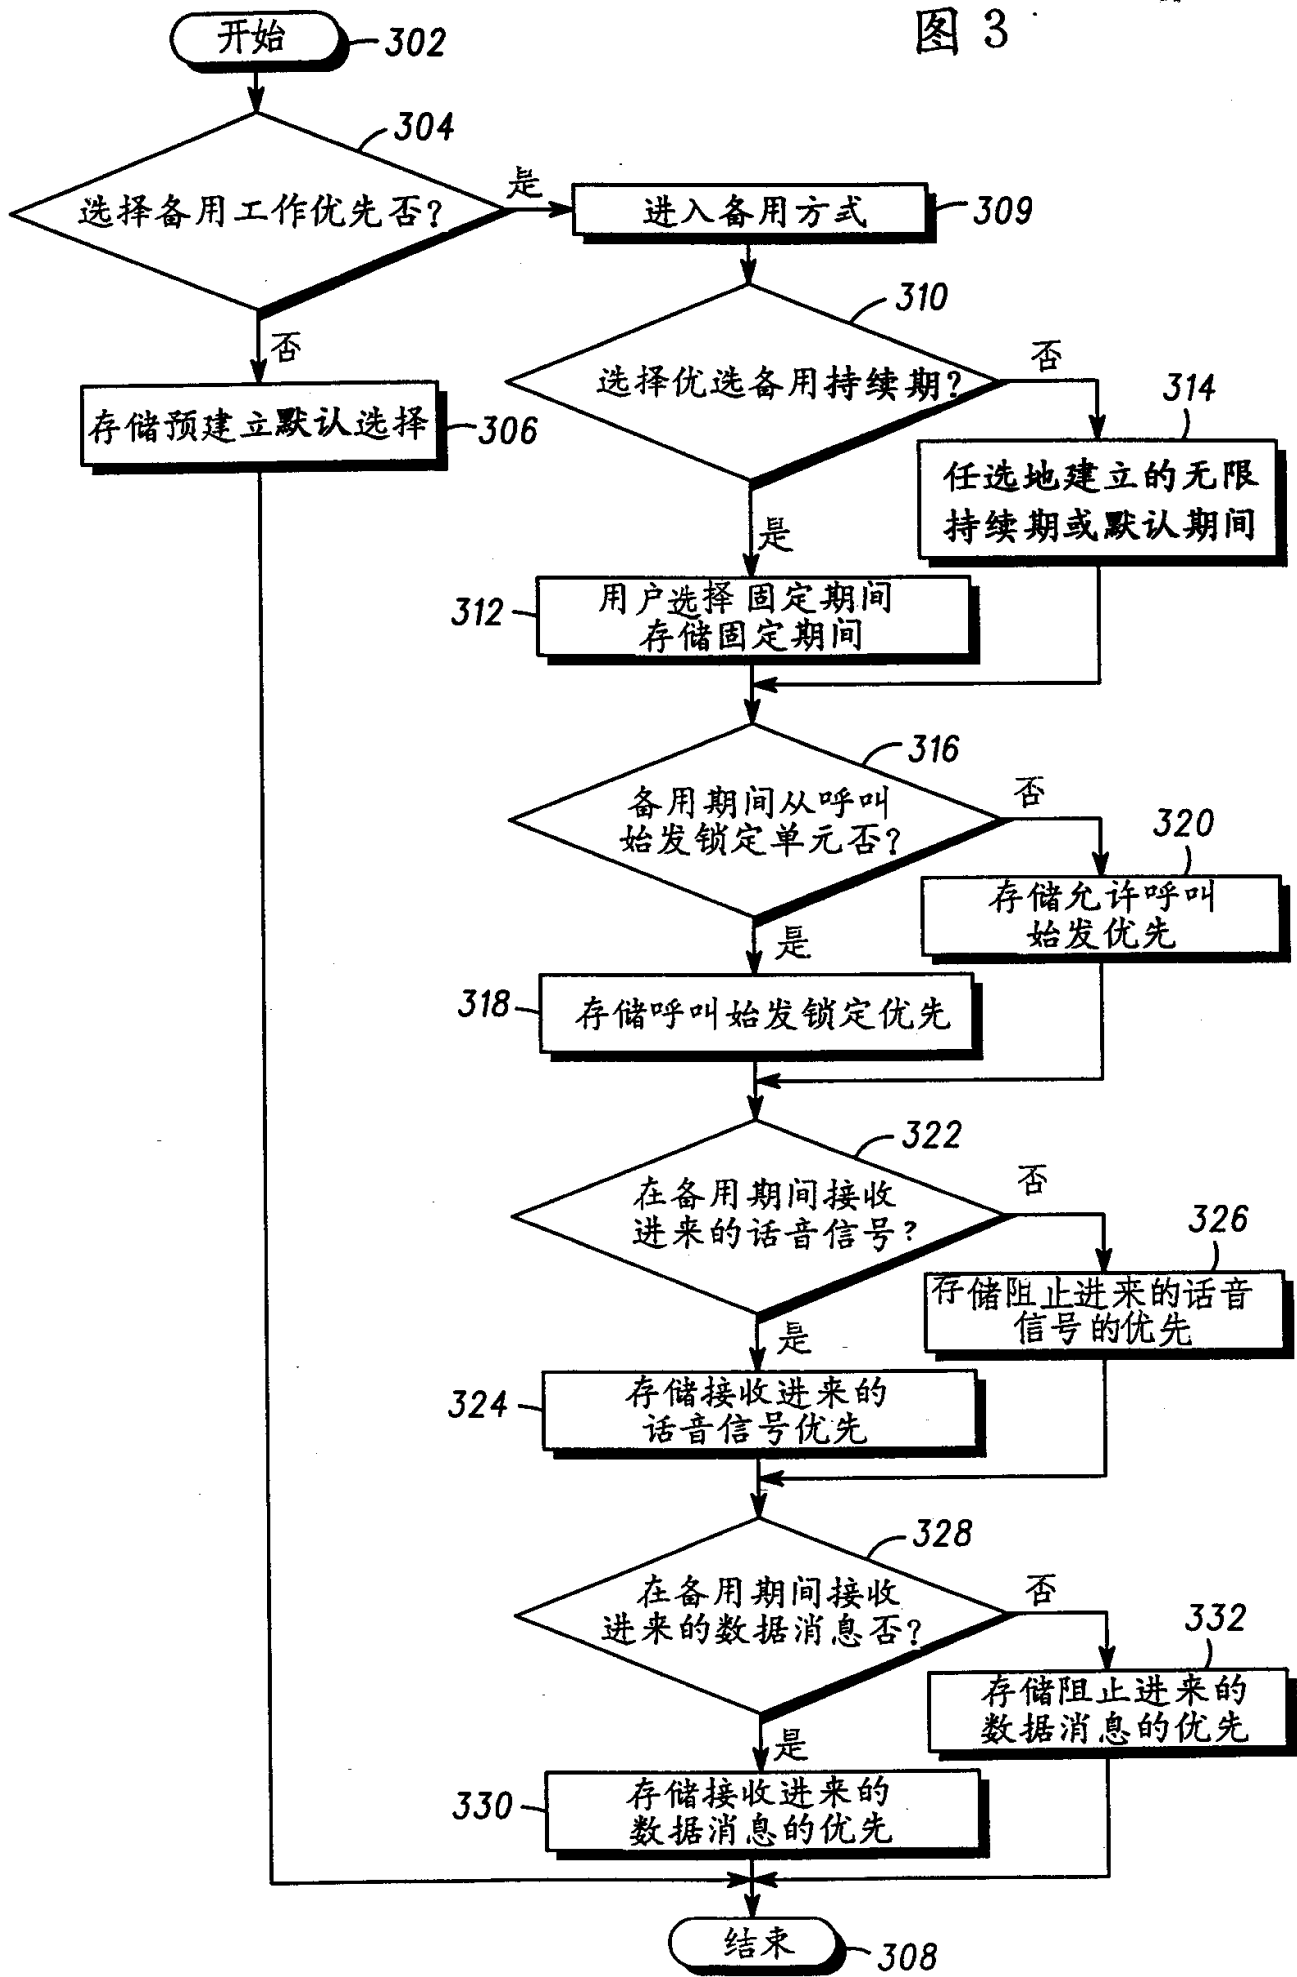 图 3
开始
302
304
选择备用工作优先否?
是
进入备用方式
309
否
310
选择优选备用持续期?
否
314
存储预建立默认选择
306
任选地建立的无限
持续期或默认期间
是
312
用户选择固定期间
存储固定期间
316
备用期间从呼叫
始发锁定单元否?
否
320
存储允许呼叫
始发优先
是
318
存储呼叫始发锁定优先
322
在备用期间接收
进来的话音信号?
否
326
存储阻止进来的话音
信号的优先
是
324
存储接收进来的
话音信号优先
328
在备用期间接收
进来的数据消息否?
否
332
存储阻止进来的
数据消息的优先
是
330
存储接收进来的
数据消息的优先
结束
308